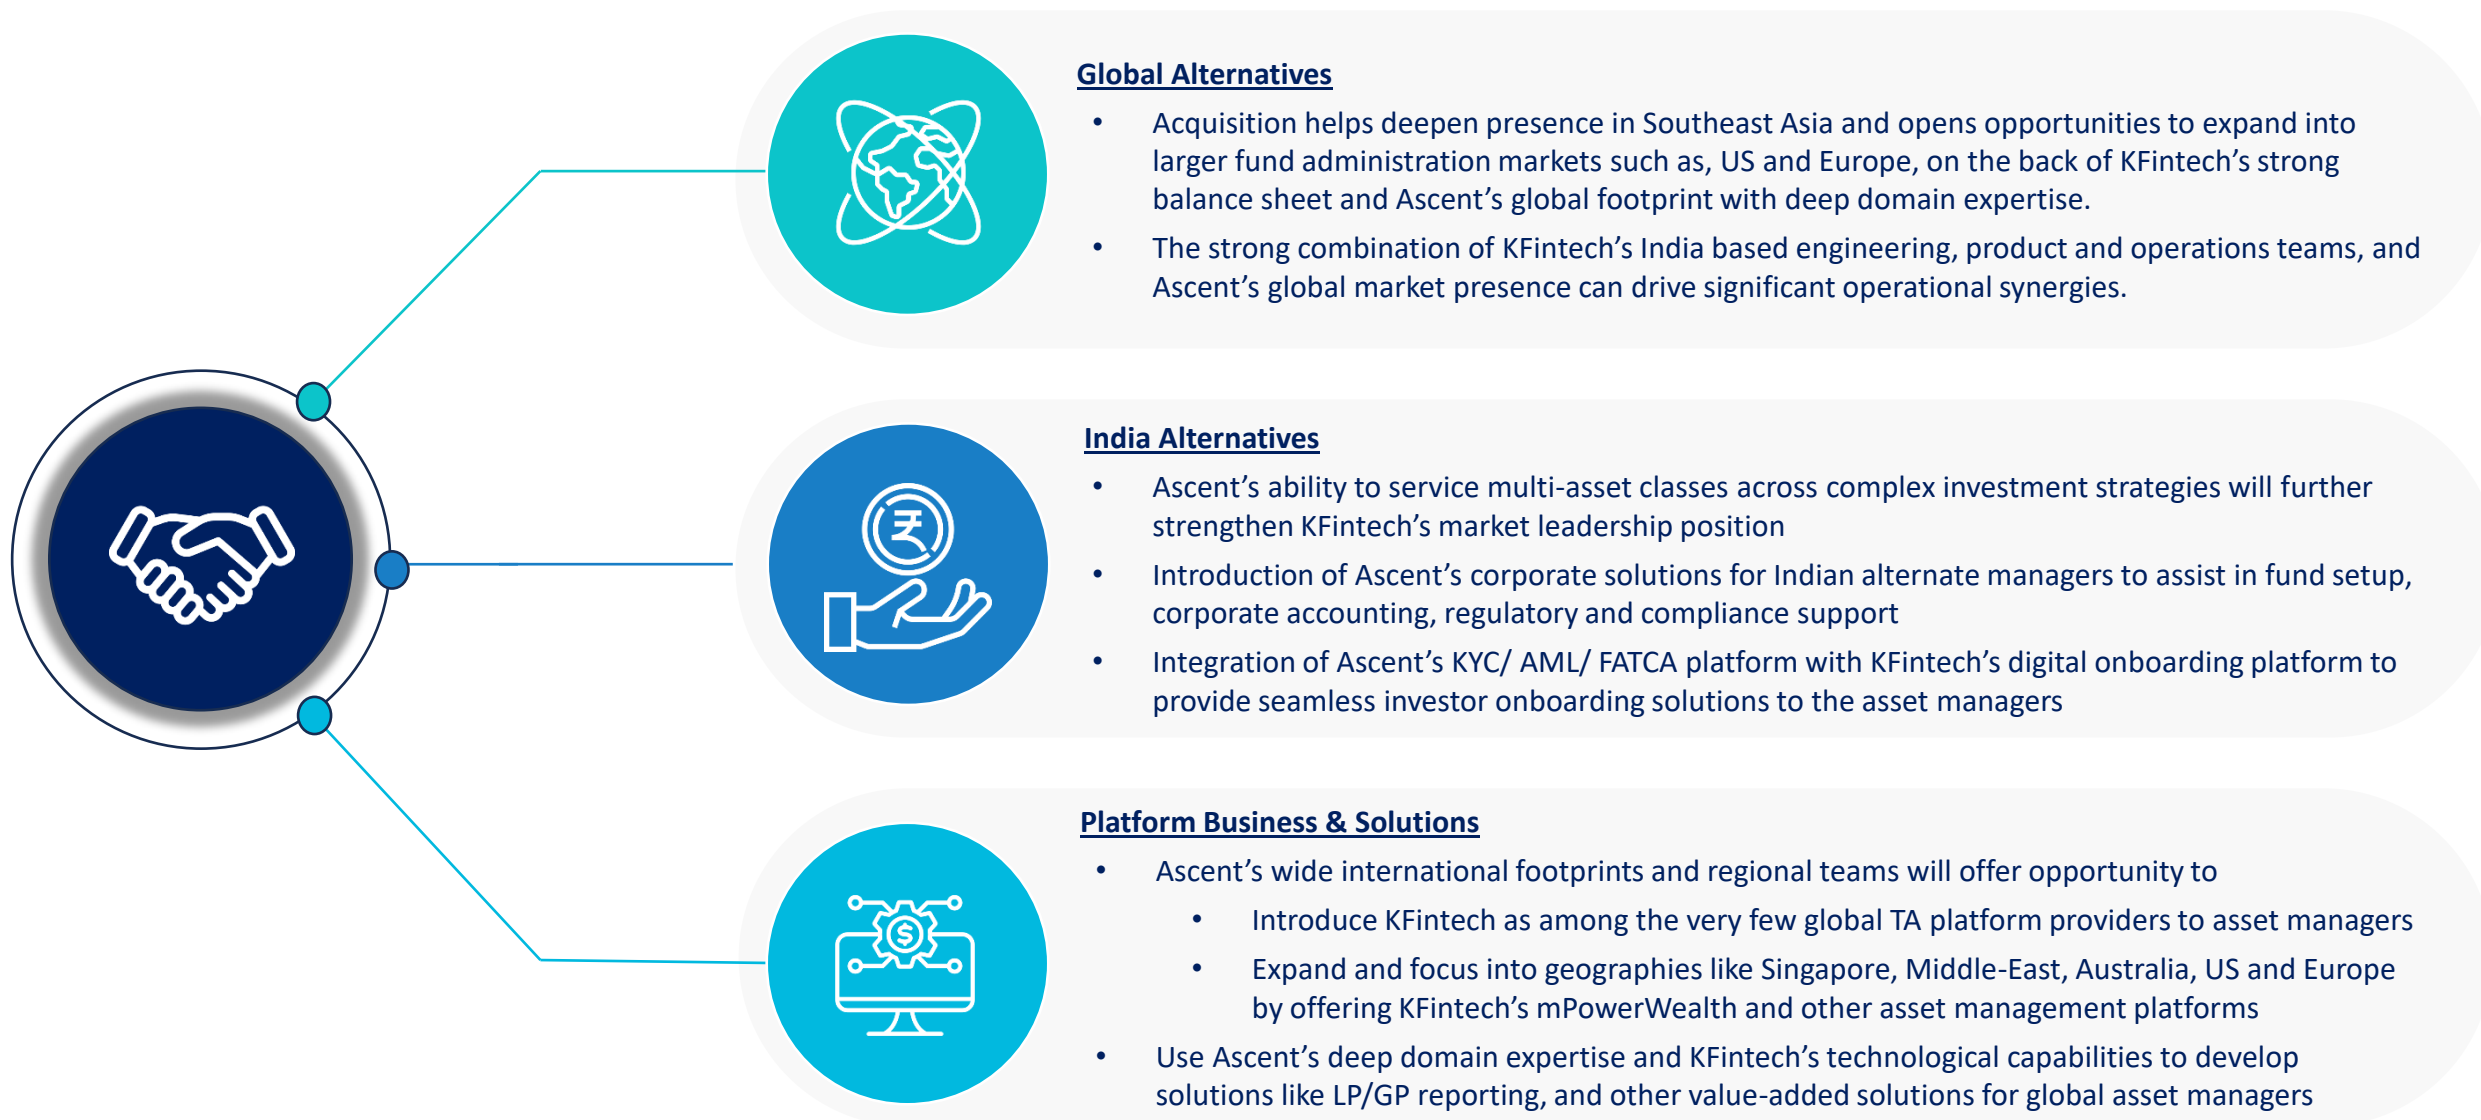 Global Alternatives
• Acquisition helps deepen presence in Southeast Asia and opens opportunities to expand into
larger fund administration markets such as, US and Europe, on the back of KFintech’s strong
balance sheet and Ascent’s global footprint with deep domain expertise.
• The strong combination of KFintech’s India based engineering, product and operations teams, and
Ascent’s global market presence can drive significant operational synergies.
India Alternatives
• Ascent’s ability to service multi-asset classes across complex investment strategies will further
strengthen KFintech’s market leadership position
• Introduction of Ascent’s corporate solutions for Indian alternate managers to assist in fund setup,
corporate accounting, regulatory and compliance support
• Integration of Ascent’s KYC/ AML/ FATCA platform with KFintech’s digital onboarding platform to
provide seamless investor onboarding solutions to the asset managers
Platform Business & Solutions
• Ascent’s wide international footprints and regional teams will offer opportunity to
• Introduce KFintech as among the very few global TA platform providers to asset managers
• Expand and focus into geographies like Singapore, Middle-East, Australia, US and Europe
by offering KFintech’s mPowerWealth and other asset management platforms
• Use Ascent’s deep domain expertise and KFintech’s technological capabilities to develop
solutions like LP/GP reporting, and other value-added solutions for global asset managers